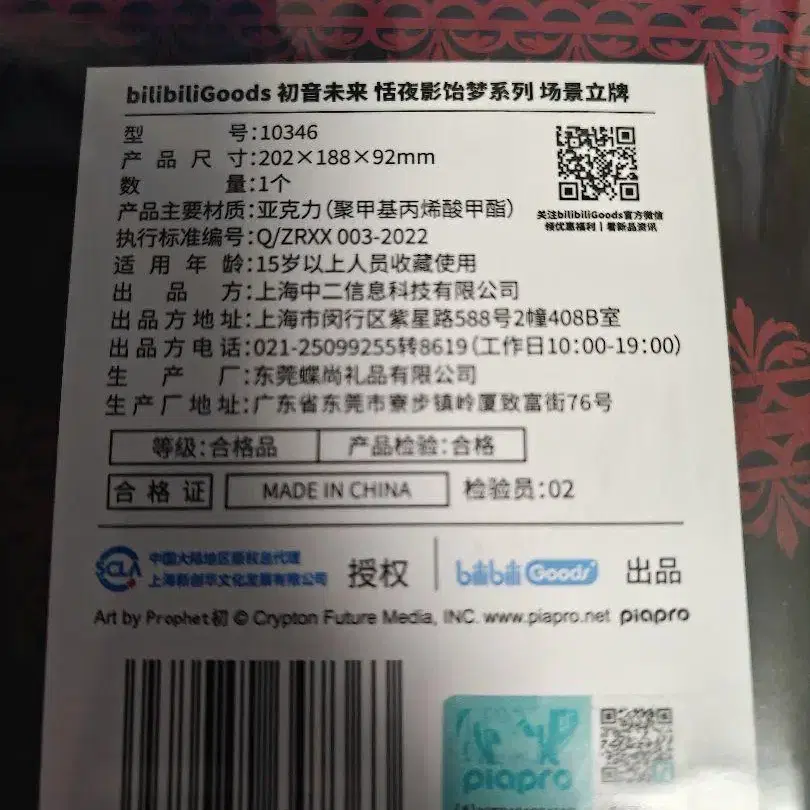 bilibiliGoods 初音未来 恬夜影饴梦系列 场景立牌
型号:10346
产品尺寸:202×188×92mm
数量:1个
产品主要材质:亚克力(聚甲基丙烯酸甲酯)
关注bilibiliGoods官方微信
领优惠福利|看新品资讯
执行标准编号:Q/ZRXX 003-2022
适用年龄:15岁以上人员收藏使用
出品方:上海中二信息科技有限公司
出品方地址:上海市闵行区紫星路588号2幢408B室
出品方电话:021-25099255转8619(工作日10:00-19:00)
生产厂:东莞蝶尚礼品有限公司
生产厂地址:广东省东莞市寮步镇岭厦致富街76号
等级:合格品 产品检验:合格
合格证 MADE IN CHINA 检验员:02
SCLA 中国大陆地区版权总代理
上海新创华文化发展有限公司 授权 bilibili Goods 出品
Art by Prophet初 © Crypton Future Media, INC. www.piapro.net piapro
piapro